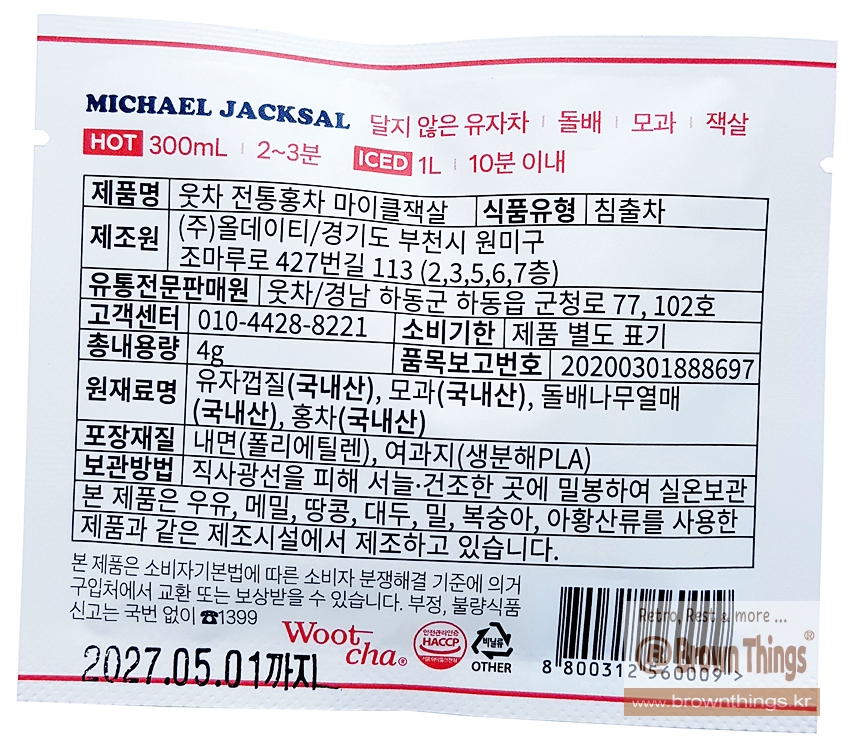 MICHAEL JACKSAL 달지 않은 유자차 | 돌배 | 모과 | 잭살
HOT 300mL | 2~3분 ICED 1L | 10분 이내
제품명 웃차 전통홍차 마이클잭살 식품유형 침출차
제조원 (주)올데이티/경기도 부천시 원미구
조마루로 427번길 113 (2,3,5,6,7층)
유통전문판매원 웃차/경남 하동군 하동읍 군청로 77, 102호
고객센터 010-4428-8221 소비기한 제품 별도 표기
총내용량 4g 품목보고번호 20200301888697
원재료명 유자껍질(국내산), 모과(국내산), 돌배나무열매
(국내산), 홍차(국내산)
포장재질 내면(폴리에틸렌), 여과지(생분해PLA)
보관방법 직사광선을 피해 서늘·건조한 곳에 밀봉하여 실온보관
본 제품은 우유, 메밀, 땅콩, 대두, 밀, 복숭아, 아황산류를 사용한
제품과 같은 제조시설에서 제조하고 있습니다.
본 제품은 소비자기본법에 따른 소비자 분쟁해결 기준에 의거
구입처에서 교환 또는 보상받을 수 있습니다. 부정, 불량식품
신고는 국번 없이 ☎1399
2027.05.01까지
Woot cha®
안전관리인증
HACCP
비닐류
OTHER
8 800312 560009 >
Retro, Rest & more ...
B Brown Things®
www.brownthings.kr